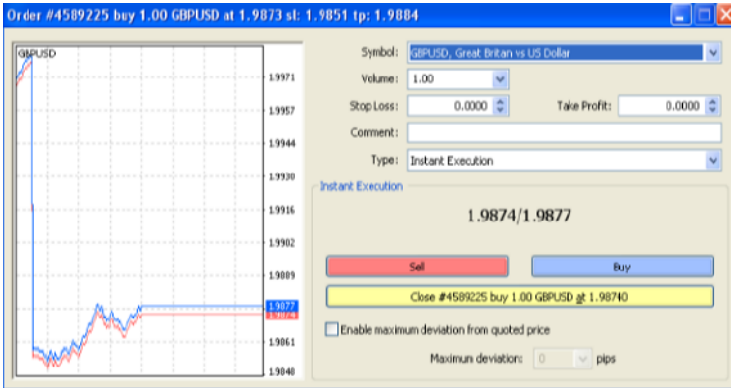 Order #4589225 buy 1.00 GBPUSD at 1.9873 sl: 1.9851 tp: 1.9884
GBPUSD
1.9971
1.9957
1.9944
1.9930
1.9916
1.9902
1.9889
1.9877
1.9874
1.9861
1.9848
Symbol: GBPUSD, Great Britan vs US Dollar
Volume: 1.00
Stop Loss: 0.0000 Take Profit: 0.0000
Comment:
Type: Instant Execution
Instant Execution
1.9874/1.9877
Sell Buy
Close #4589225 buy 1.00 GBPUSD at 1.98740
Enable maximum deviation from quoted price
Maximun deviation: 0 pips